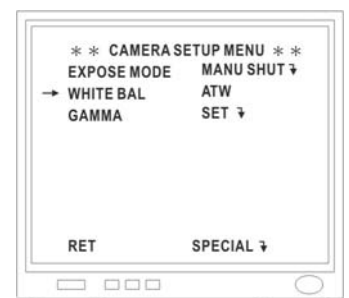 ** CAMERA SETUP MENU **
EXPOSE MODE MANU SHUT ↴
→ WHITE BAL ATW
GAMMA SET ↴
RET SPECIAL ↴